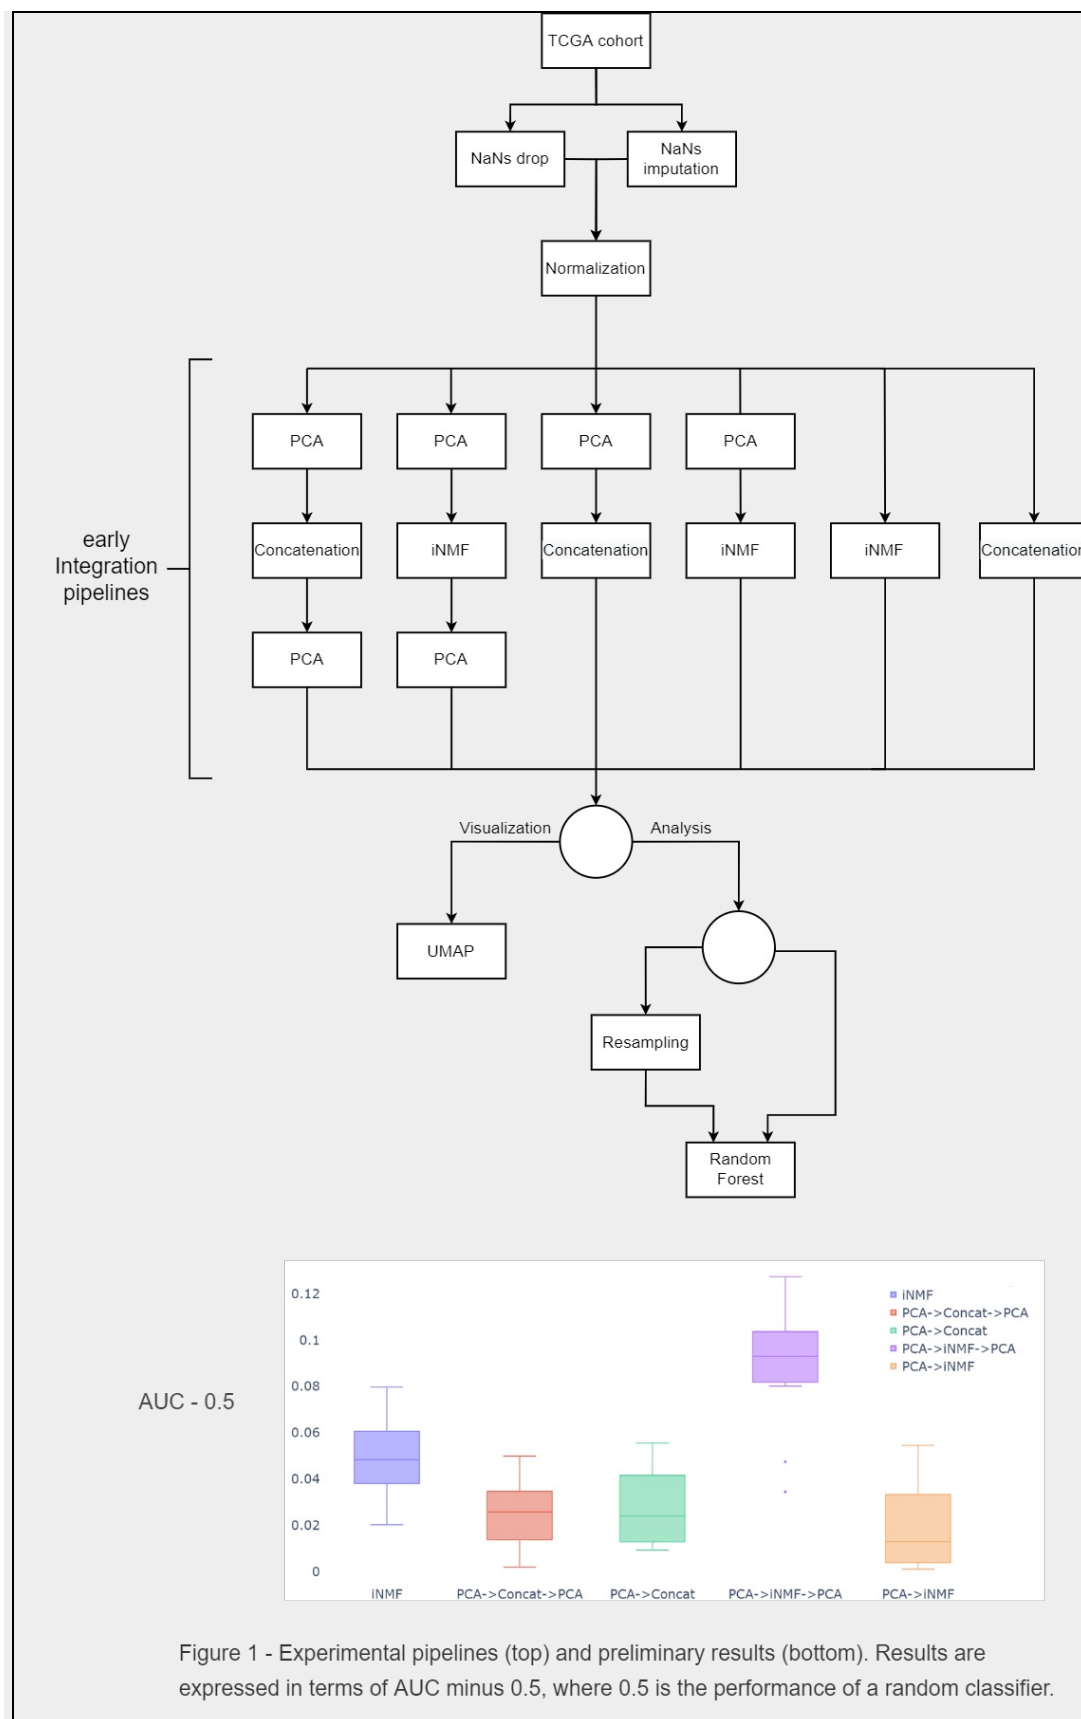 TCGA cohort
NaNs drop
NaNs
imputation
Normalization
early
Integration
pipelines
PCA
PCA
PCA
PCA
Concatenation
iNMF
Concatenation
iNMF
iNMF
Concatenation
PCA
PCA
Visualization
Analysis
UMAP
Resampling
Random
Forest
AUC - 0.5
0.12
0.1
0.08
0.06
0.04
0.02
0
iNMF
PCA->Concat->PCA
PCA->Concat
PCA->iNMF->PCA
PCA->iNMF
iNMF
PCA->Concat->PCA
PCA->Concat
PCA->iNMF->PCA
PCA->iNMF
Figure 1 - Experimental pipelines (top) and preliminary results (bottom). Results are
expressed in terms of AUC minus 0.5, where 0.5 is the performance of a random classifier.